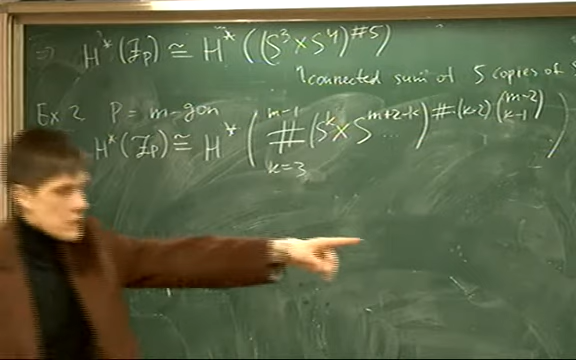 ⇒ H*(Z_P) ≅ H*((S³×S⁴)^{#5})
connected sum of 5 copies of
Ex 2 P = m-gon
H*(Z_P) ≅ H*( #_{k=3}^{m-1} (S^k × S^{m+2-k})^{#(k-2)(m-2 k-1)} )